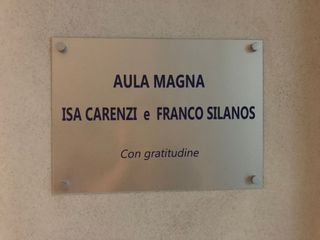 AULA MAGNA
ISA CARENZI e FRANCO SILANOS
Con gratitudine